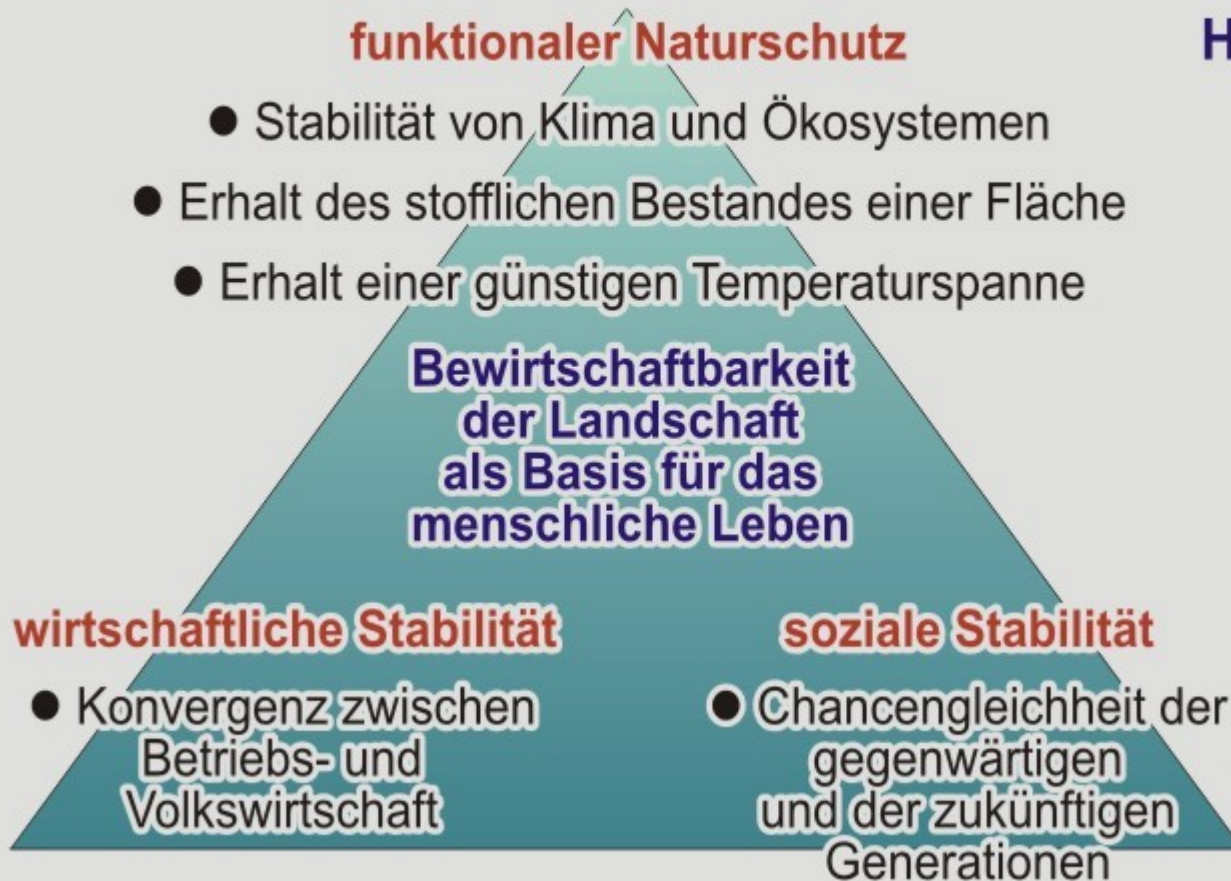 funktionaler Naturschutz
H
● Stabilität von Klima und Ökosystemen
● Erhalt des stofflichen Bestandes einer Fläche
● Erhalt einer günstigen Temperaturspanne
Bewirtschaftbarkeit
der Landschaft
als Basis für das
menschliche Leben
wirtschaftliche Stabilität
● Konvergenz zwischen
Betriebs- und
Volkswirtschaft
soziale Stabilität
● Chancengleichheit der
gegenwärtigen
und der zukünftigen
Generationen